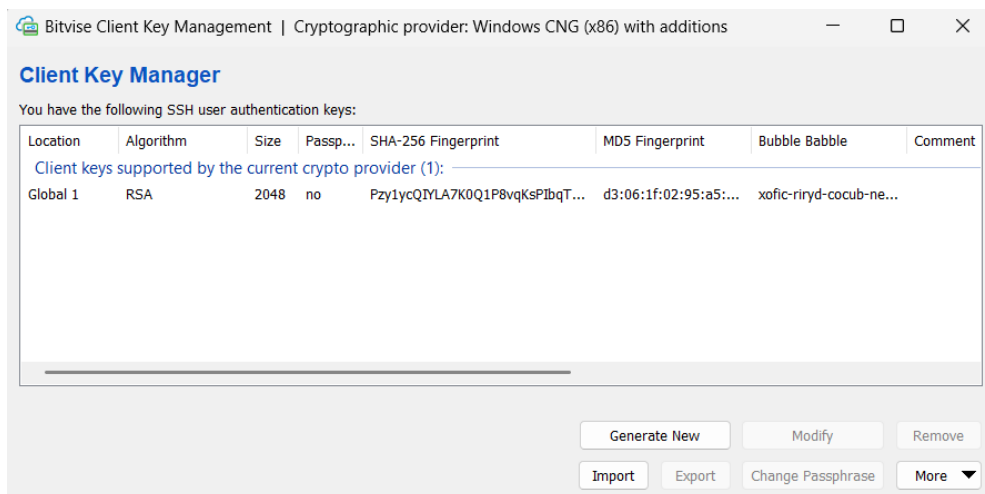 Bitvise Client Key Management | Cryptographic provider: Windows CNG (x86) with additions
Client Key Manager
You have the following SSH user authentication keys:
Location Algorithm Size Passp... SHA-256 Fingerprint MD5 Fingerprint Bubble Babble Comment
Client keys supported by the current crypto provider (1):
Global 1 RSA 2048 no Pzy1ycQIYLA7K0Q1P8vqKsPIbqT... d3:06:1f:02:95:a5:... xofic-riryd-cocub-ne...
Generate New Modify Remove
Import Export Change Passphrase More